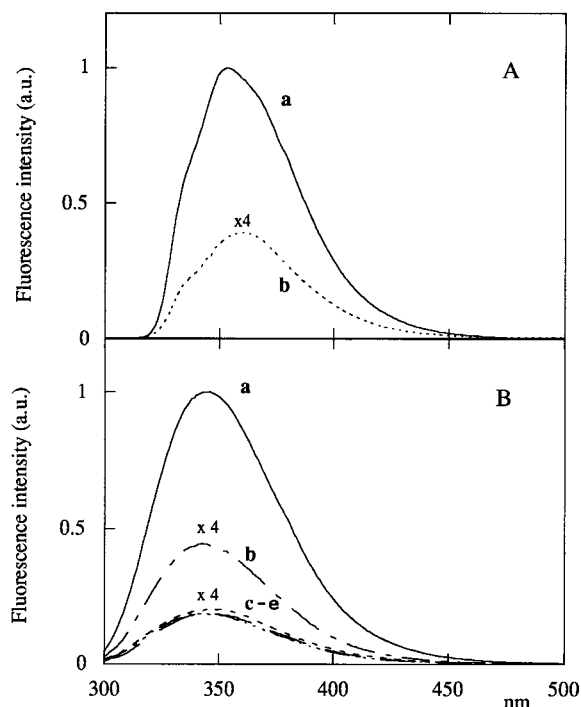 A
Fluorescence intensity (a.u.)
1
a
0.5
x4
b
0
B
Fluorescence intensity (a.u.)
1
a
0.5
x 4
b
x 4
c-e
0
300
350
400
450
500
nm